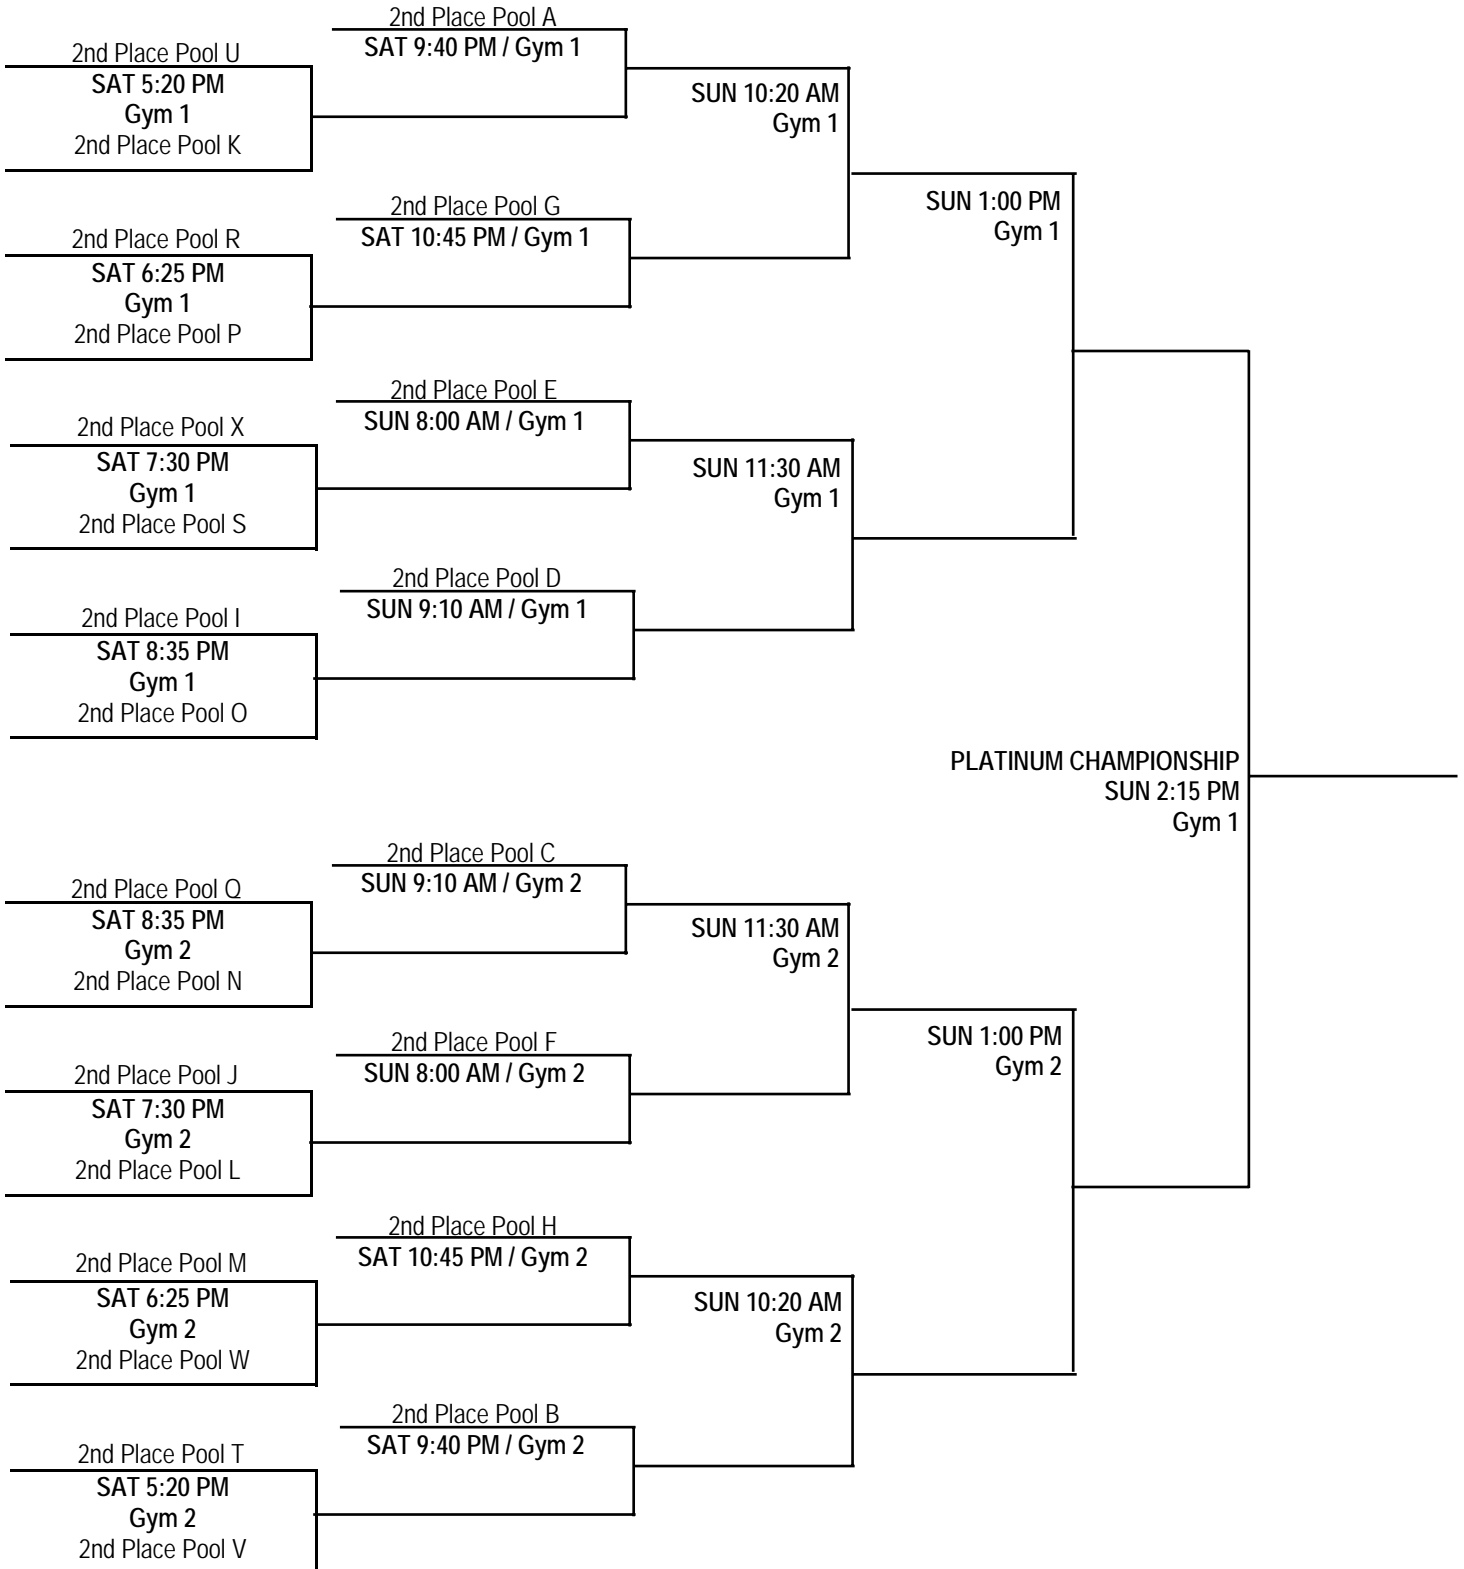 2nd Place Pool A
SAT 9:40 PM / Gym 1
2nd Place Pool U
SAT 5:20 PM
Gym 1
2nd Place Pool K
SUN 10:20 AM
Gym 1
2nd Place Pool G
SAT 10:45 PM / Gym 1
2nd Place Pool R
SAT 6:25 PM
Gym 1
2nd Place Pool P
SUN 1:00 PM
Gym 1
2nd Place Pool E
SUN 8:00 AM / Gym 1
2nd Place Pool X
SAT 7:30 PM
Gym 1
2nd Place Pool S
SUN 11:30 AM
Gym 1
2nd Place Pool D
SUN 9:10 AM / Gym 1
2nd Place Pool I
SAT 8:35 PM
Gym 1
2nd Place Pool O
PLATINUM CHAMPIONSHIP
SUN 2:15 PM
Gym 1
2nd Place Pool C
SUN 9:10 AM / Gym 2
2nd Place Pool Q
SAT 8:35 PM
Gym 2
2nd Place Pool N
SUN 11:30 AM
Gym 2
2nd Place Pool F
SUN 8:00 AM / Gym 2
2nd Place Pool J
SAT 7:30 PM
Gym 2
2nd Place Pool L
SUN 1:00 PM
Gym 2
2nd Place Pool H
SAT 10:45 PM / Gym 2
2nd Place Pool M
SAT 6:25 PM
Gym 2
2nd Place Pool W
SUN 10:20 AM
Gym 2
2nd Place Pool B
SAT 9:40 PM / Gym 2
2nd Place Pool T
SAT 5:20 PM
Gym 2
2nd Place Pool V